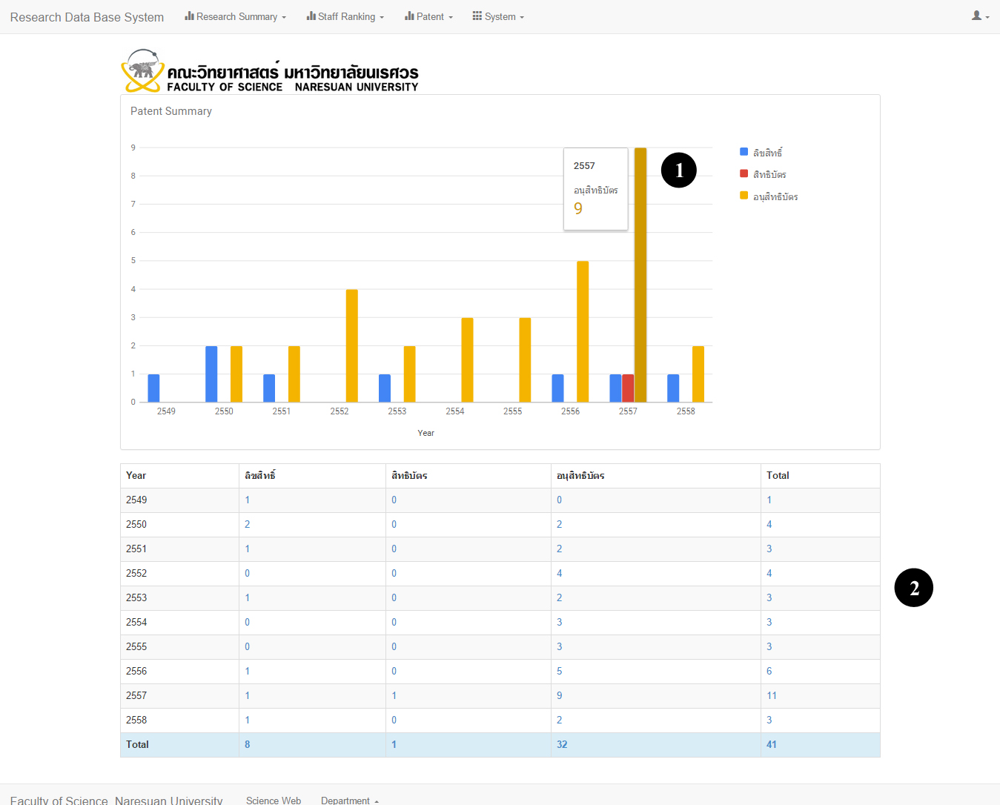 Research Data Base System Research Summary Staff Ranking Patent System
คณะวิทยาศาสตร์ มหาวิทยาลัยนเรศวร
FACULTY OF SCIENCE NARESUAN UNIVERSITY
Patent Summary
9
8
7
6
5
4
3
2
1
0
2549 2550 2551 2552 2553 2554 2555 2556 2557 2558
Year
2557
อนุสิทธิบัตร
9
1
ลิขสิทธิ์
สิทธิบัตร
อนุสิทธิบัตร
Year ลิขสิทธิ์ สิทธิบัตร อนุสิทธิบัตร Total
2549 1 0 0 1
2550 2 0 2 4
2551 1 0 2 3
2552 0 0 4 4
2553 1 0 2 3
2554 0 0 3 3
2555 0 0 3 3
2556 1 0 5 6
2557 1 1 9 11
2558 1 0 2 3
Total 8 1 32 41
2
Faculty of Science, Naresuan University Science Web Department